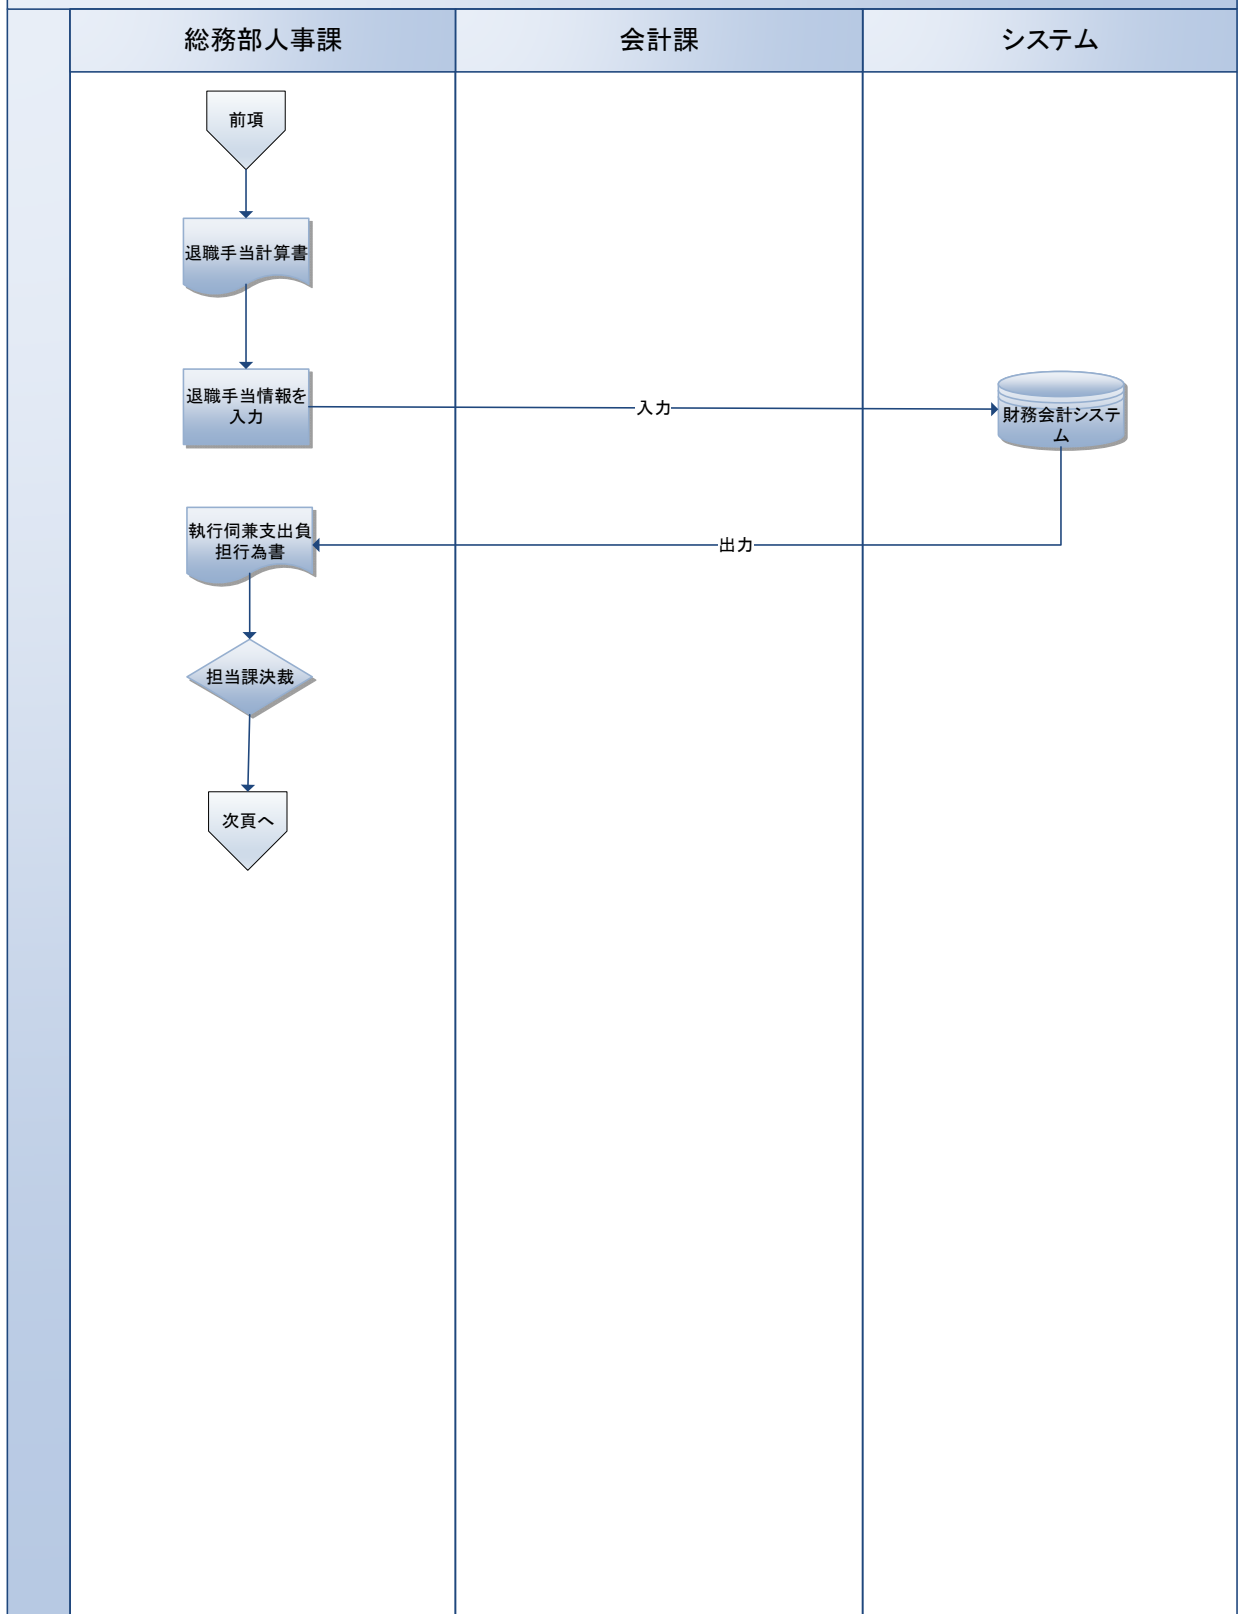 総務部人事課
会計課
システム
前項
退職手当計算書
退職手当情報を
入力
入力
財務会計システ
ム
執行伺兼支出負
担行為書
出力
担当課決裁
次頁へ